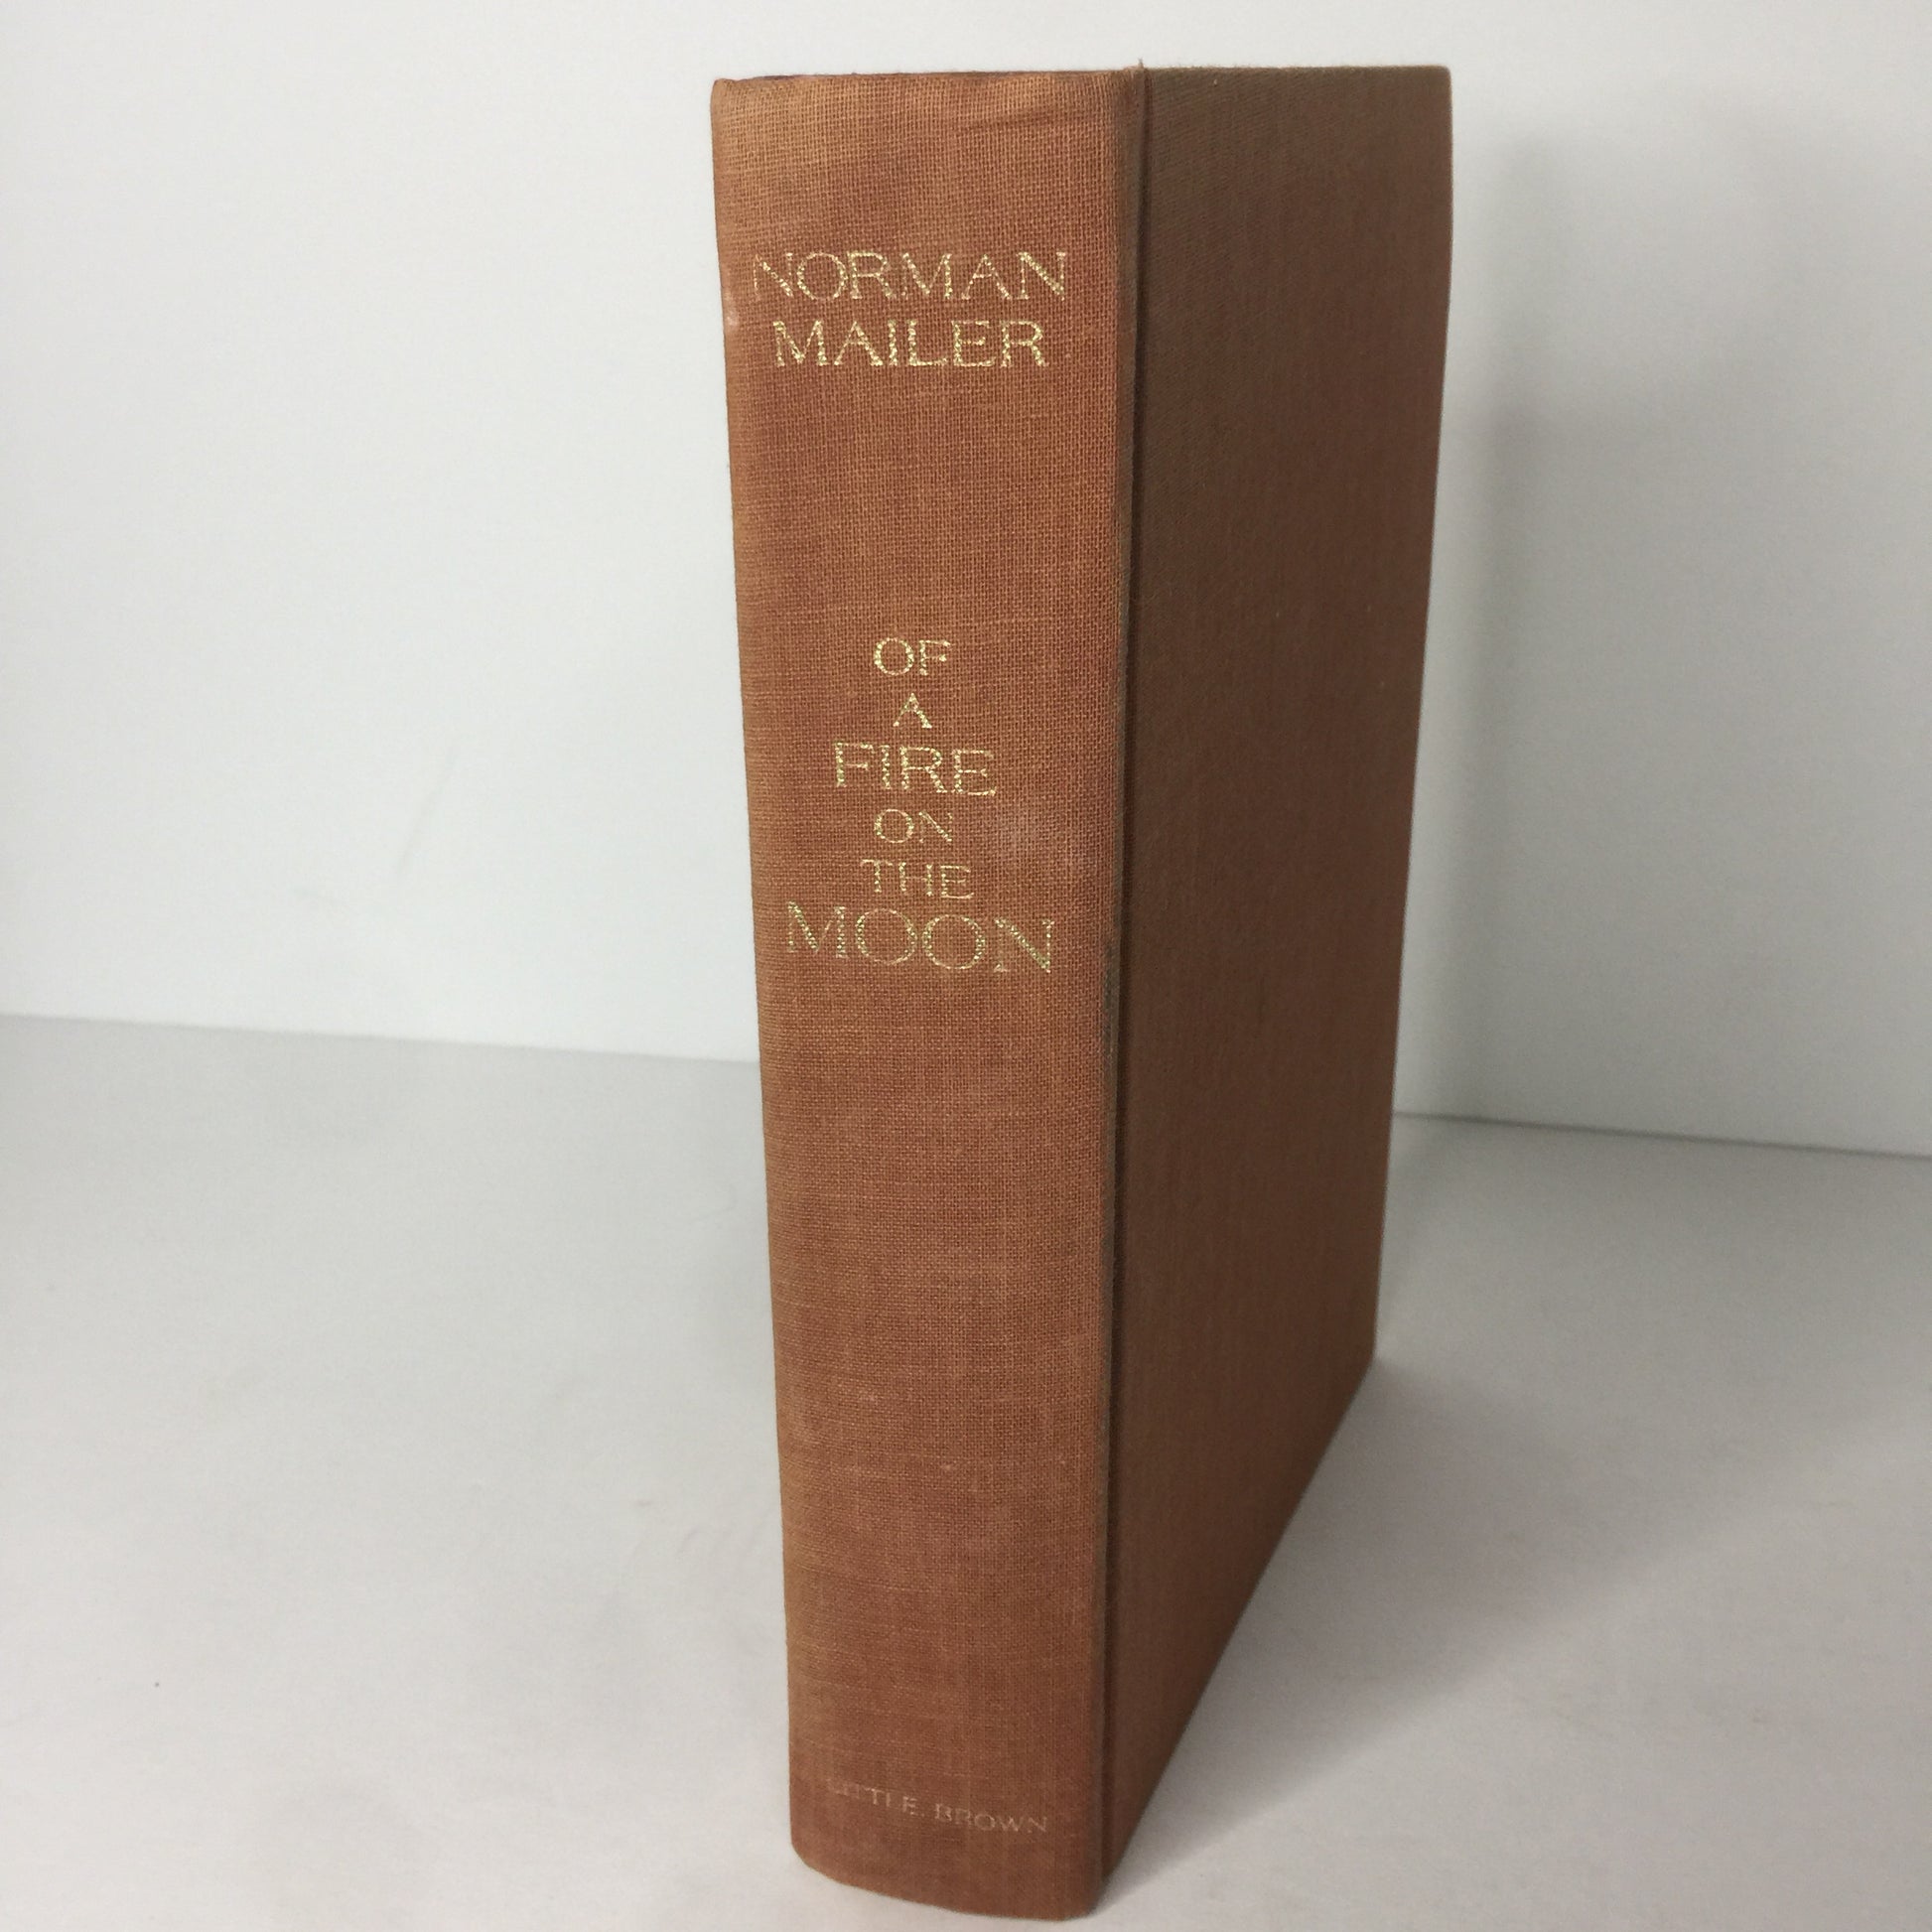 NORMAN
MAILER
OF
A
FIRE
ON
THE
MOON
LITTLE, BROWN